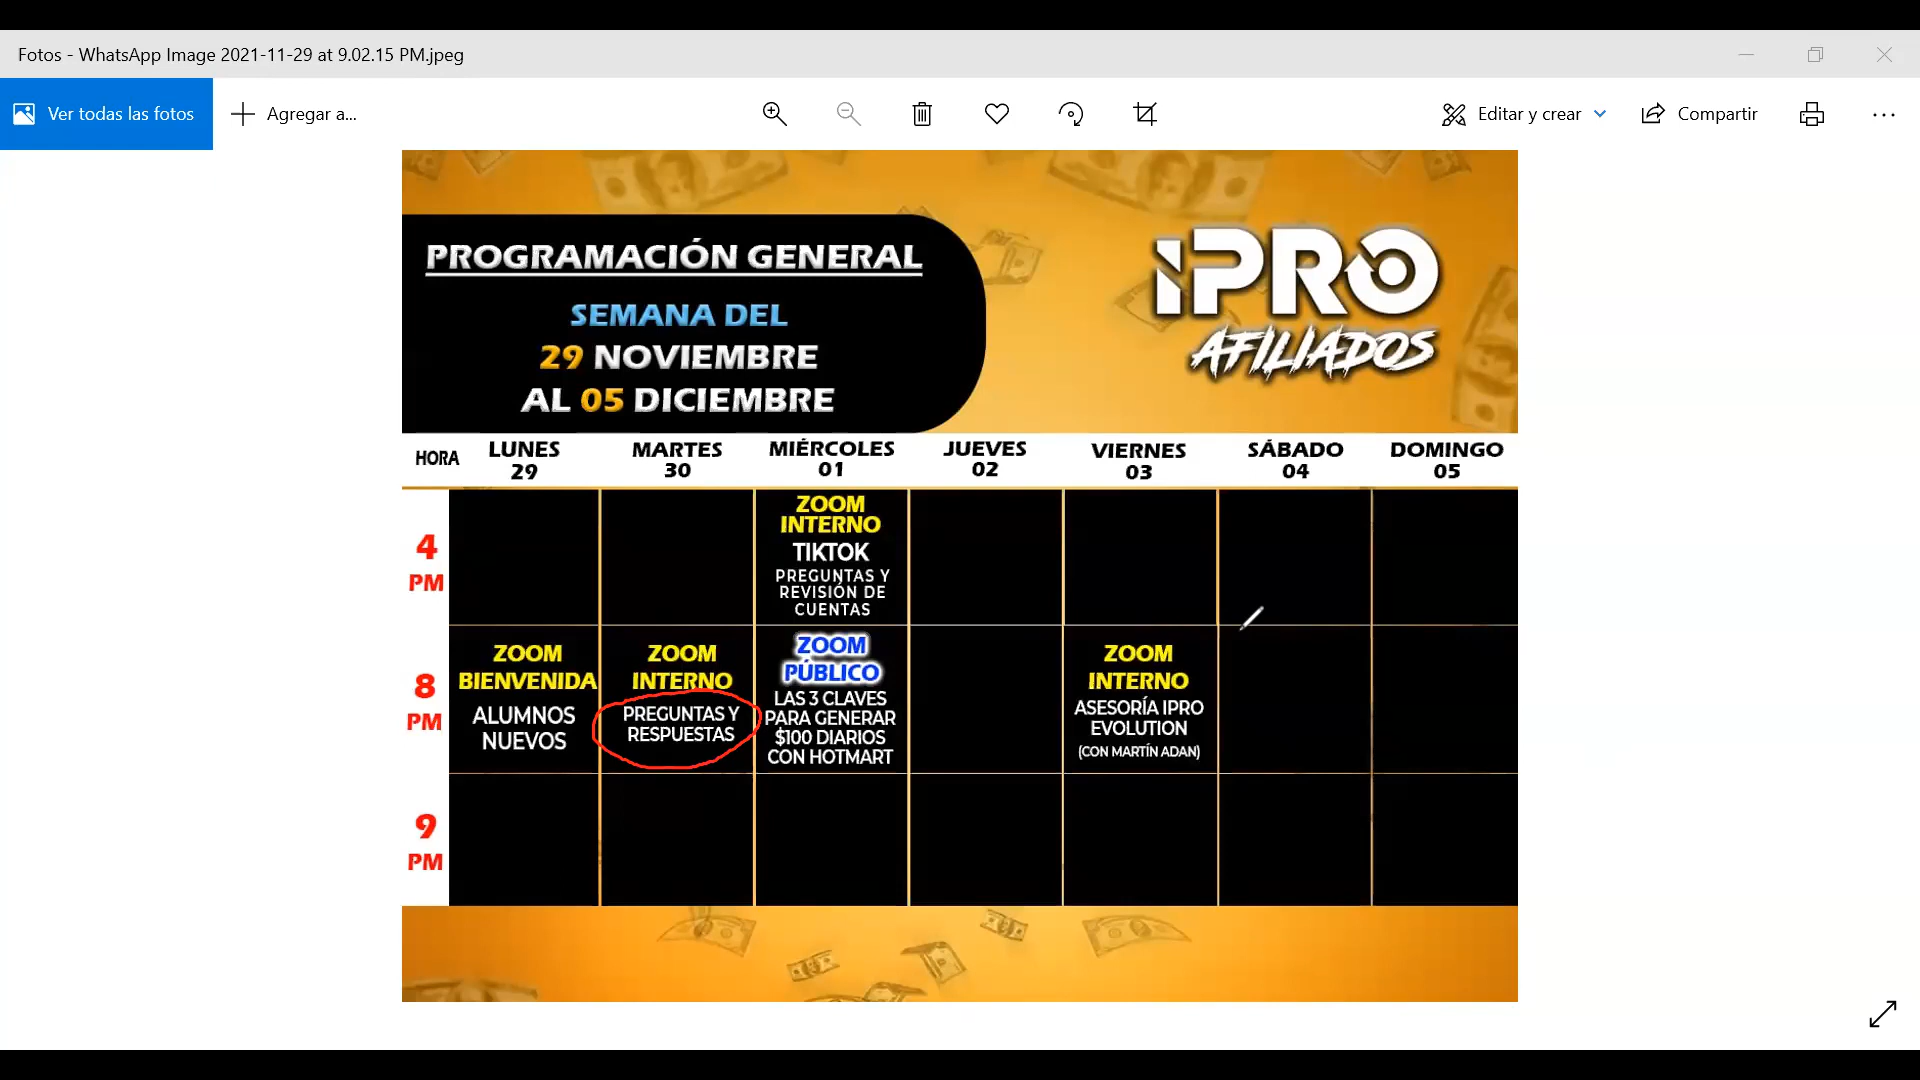 Fotos - WhatsApp Image 2021-11-29 at 9.02.15 PM.jpeg
Ver todas las fotos
Agregar a...
Editar y crear
Compartir
PROGRAMACIÓN GENERAL
SEMANA DEL
29 NOVIEMBRE
AL 05 DICIEMBRE
iPRO
AFILIADOS
HORA
LUNES
29
MARTES
30
MIÉRCOLES
01
JUEVES
02
VIERNES
03
SÁBADO
04
DOMINGO
05
4
PM
ZOOM
INTERNO
TIKTOK
PREGUNTAS Y
REVISIÓN DE
CUENTAS
8
PM
ZOOM
BIENVENIDA
ALUMNOS
NUEVOS
ZOOM
INTERNO
PREGUNTAS Y
RESPUESTAS
ZOOM
PÚBLICO
LAS 3 CLAVES
PARA GENERAR
$100 DIARIOS
CON HOTMART
ZOOM
INTERNO
ASESORÍA IPRO
EVOLUTION
(CON MARTÍN ADAN)
9
PM